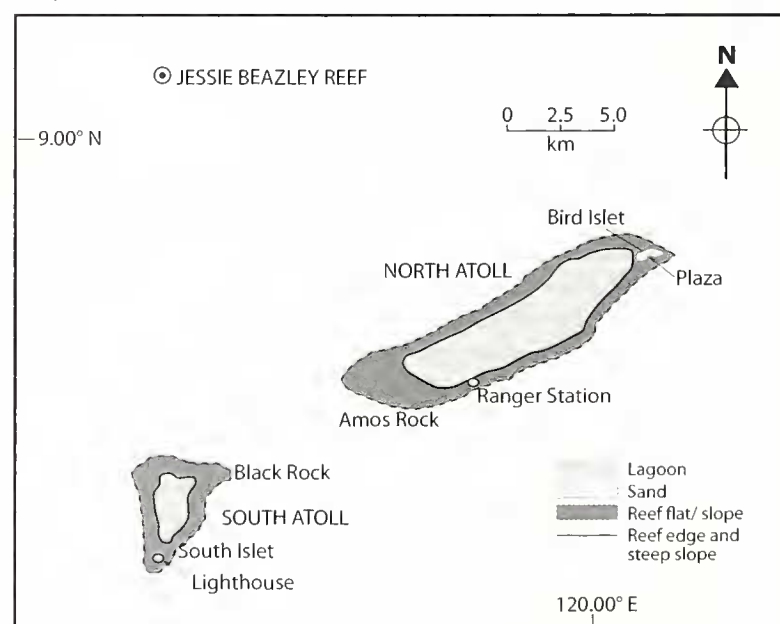 JESSIE BEAZLEY REEF
N
0 2.5 5.0
km
9.00° N
Bird Islet
NORTH ATOLL
Plaza
Ranger Station
Amos Rock
Black Rock
SOUTH ATOLL
South Islet
Lighthouse
Lagoon
Sand
Reef flat/ slope
Reef edge and
steep slope
120.00° E